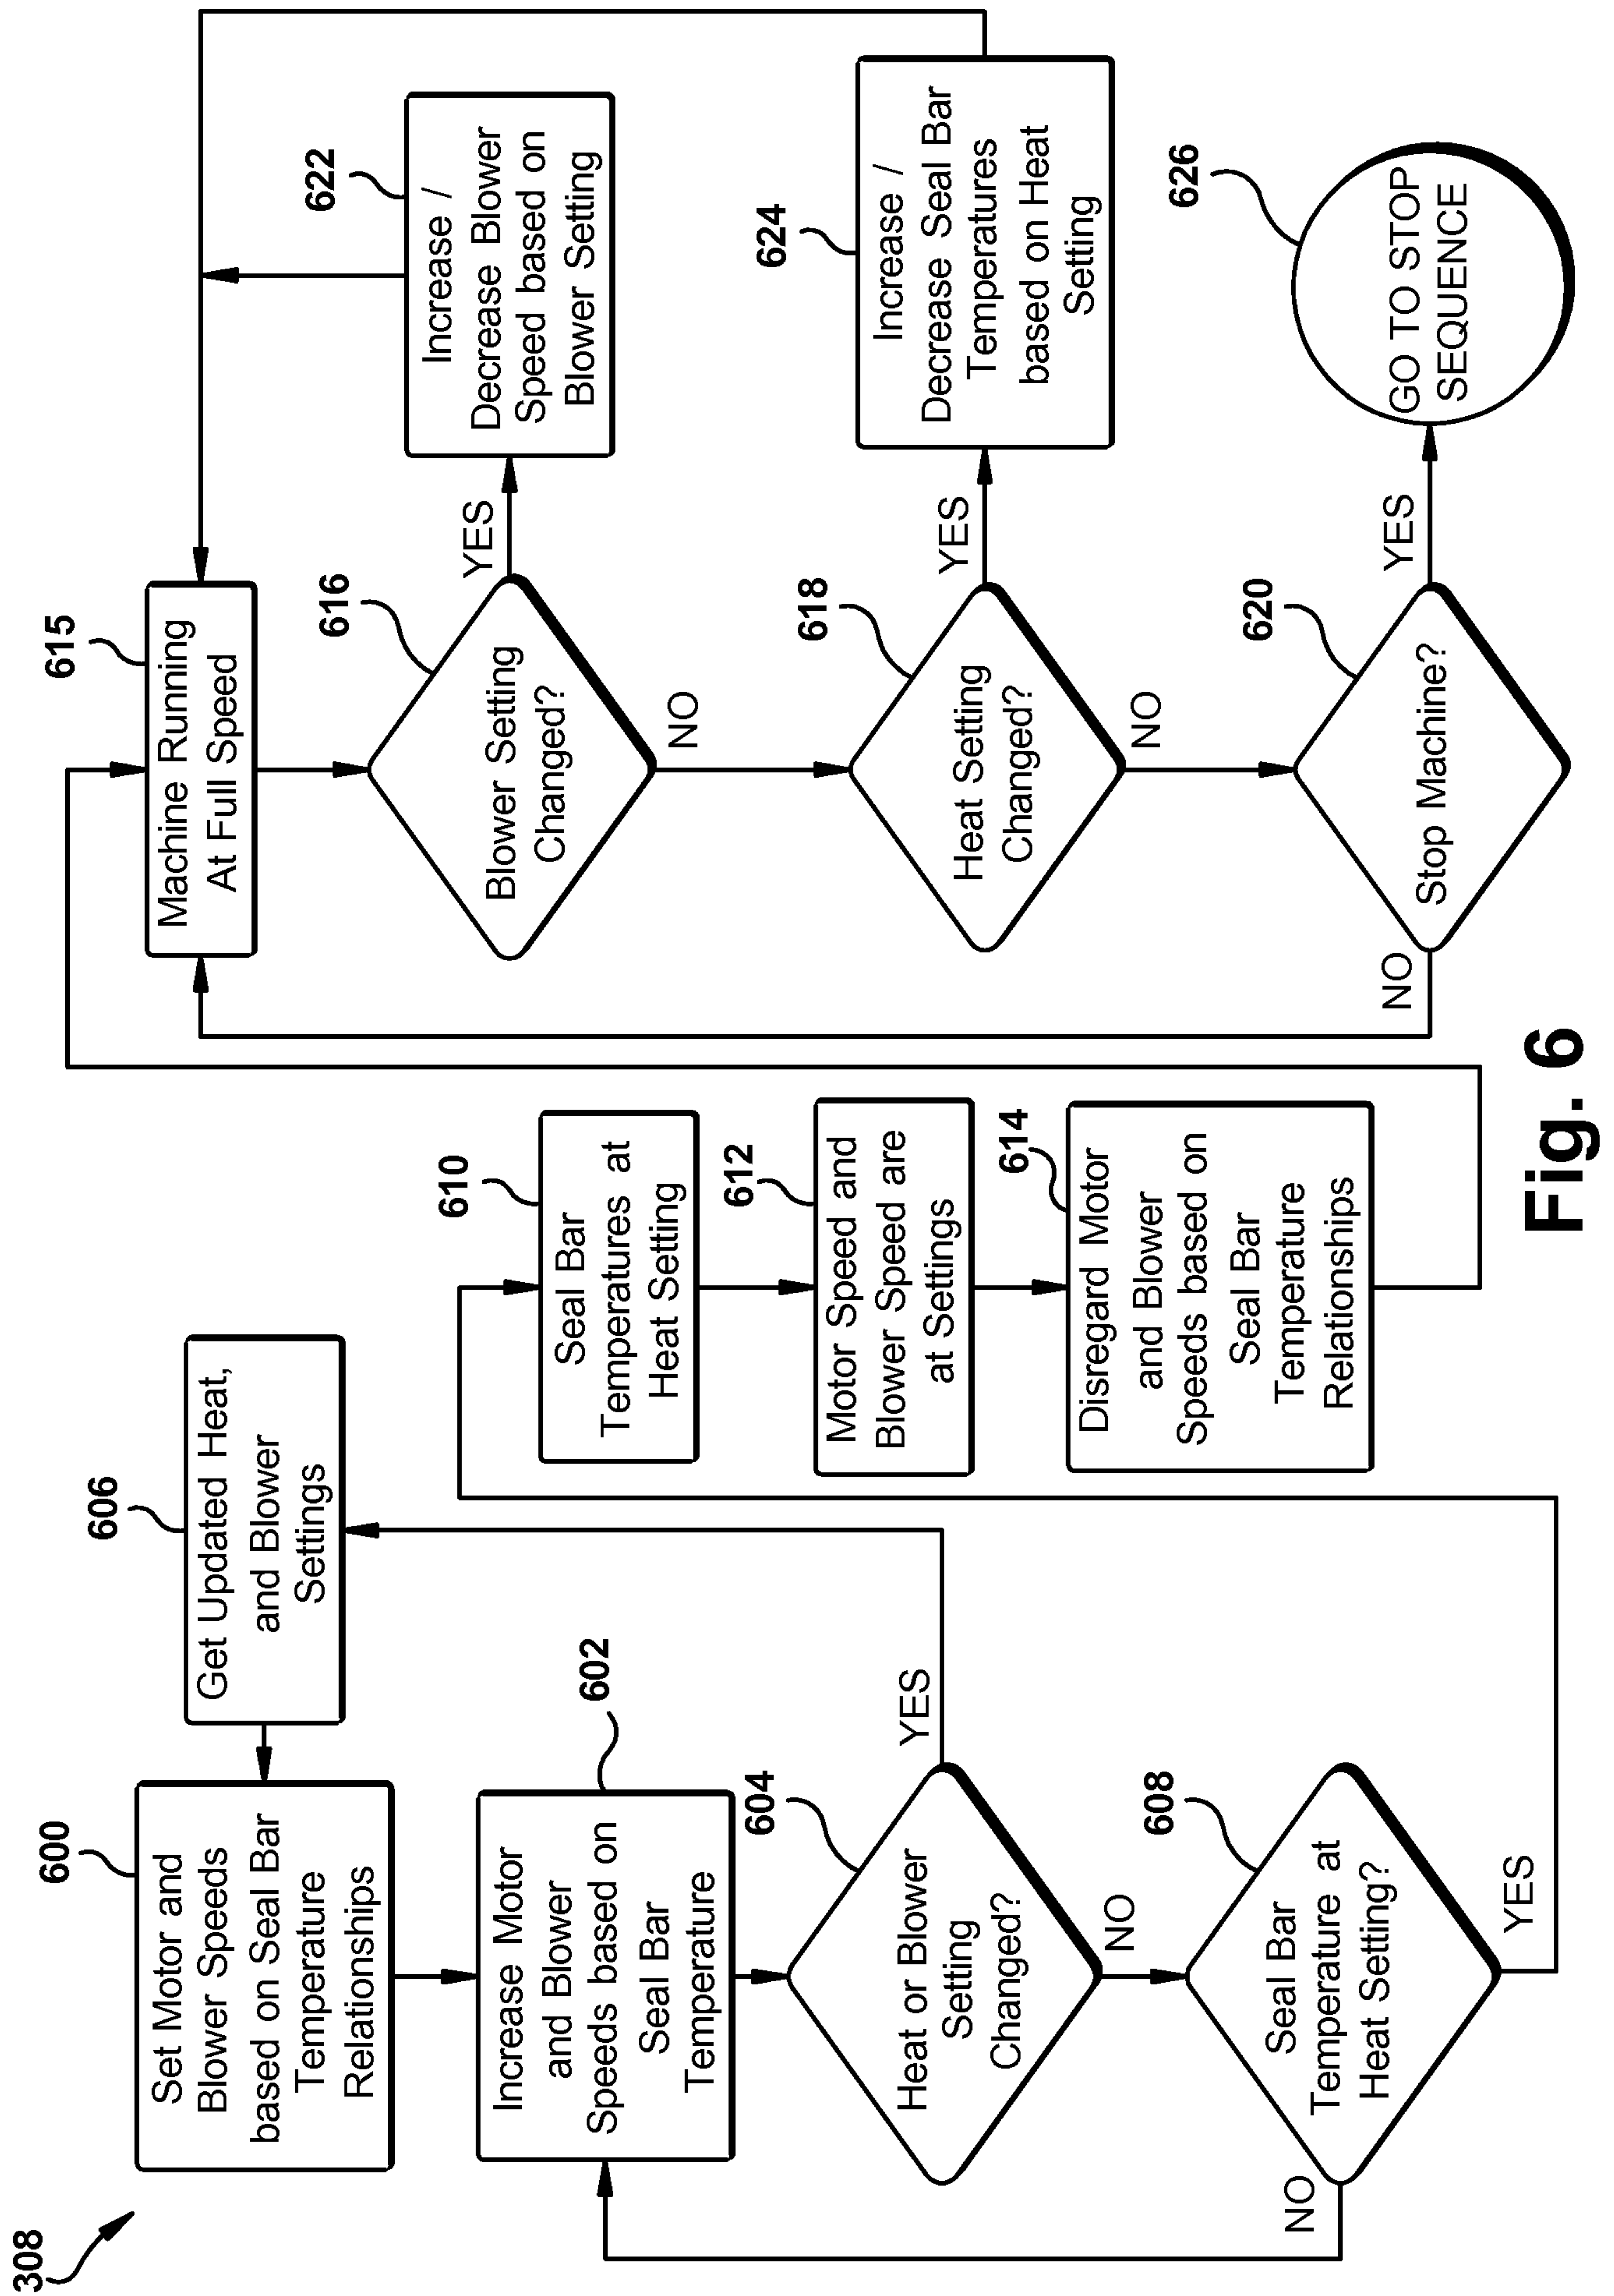 308
600
Set Motor and
Blower Speeds
based on Seal Bar
Temperature
Relationships
606
Get Updated Heat,
and Blower
Settings
602
Increase Motor
and Blower
Speeds based on
Seal Bar
Temperature
604
Heat or Blower
Setting
Changed?
YES
NO
608
Seal Bar
Temperature at
Heat Setting?
NO
YES
610
Seal Bar
Temperatures at
Heat Setting
612
Motor Speed and
Blower Speed are
at Settings
614
Disregard Motor
and Blower
Speeds based on
Seal Bar
Temperature
Relationships
615
Machine Running
At Full Speed
616
Blower Setting
Changed?
YES
NO
622
Increase /
Decrease Blower
Speed based on
Blower Setting
618
Heat Setting
Changed?
YES
NO
624
Increase /
Decrease Seal Bar
Temperatures
based on Heat
Setting
620
Stop Machine?
NO
YES
626
GO TO STOP
SEQUENCE
Fig. 6